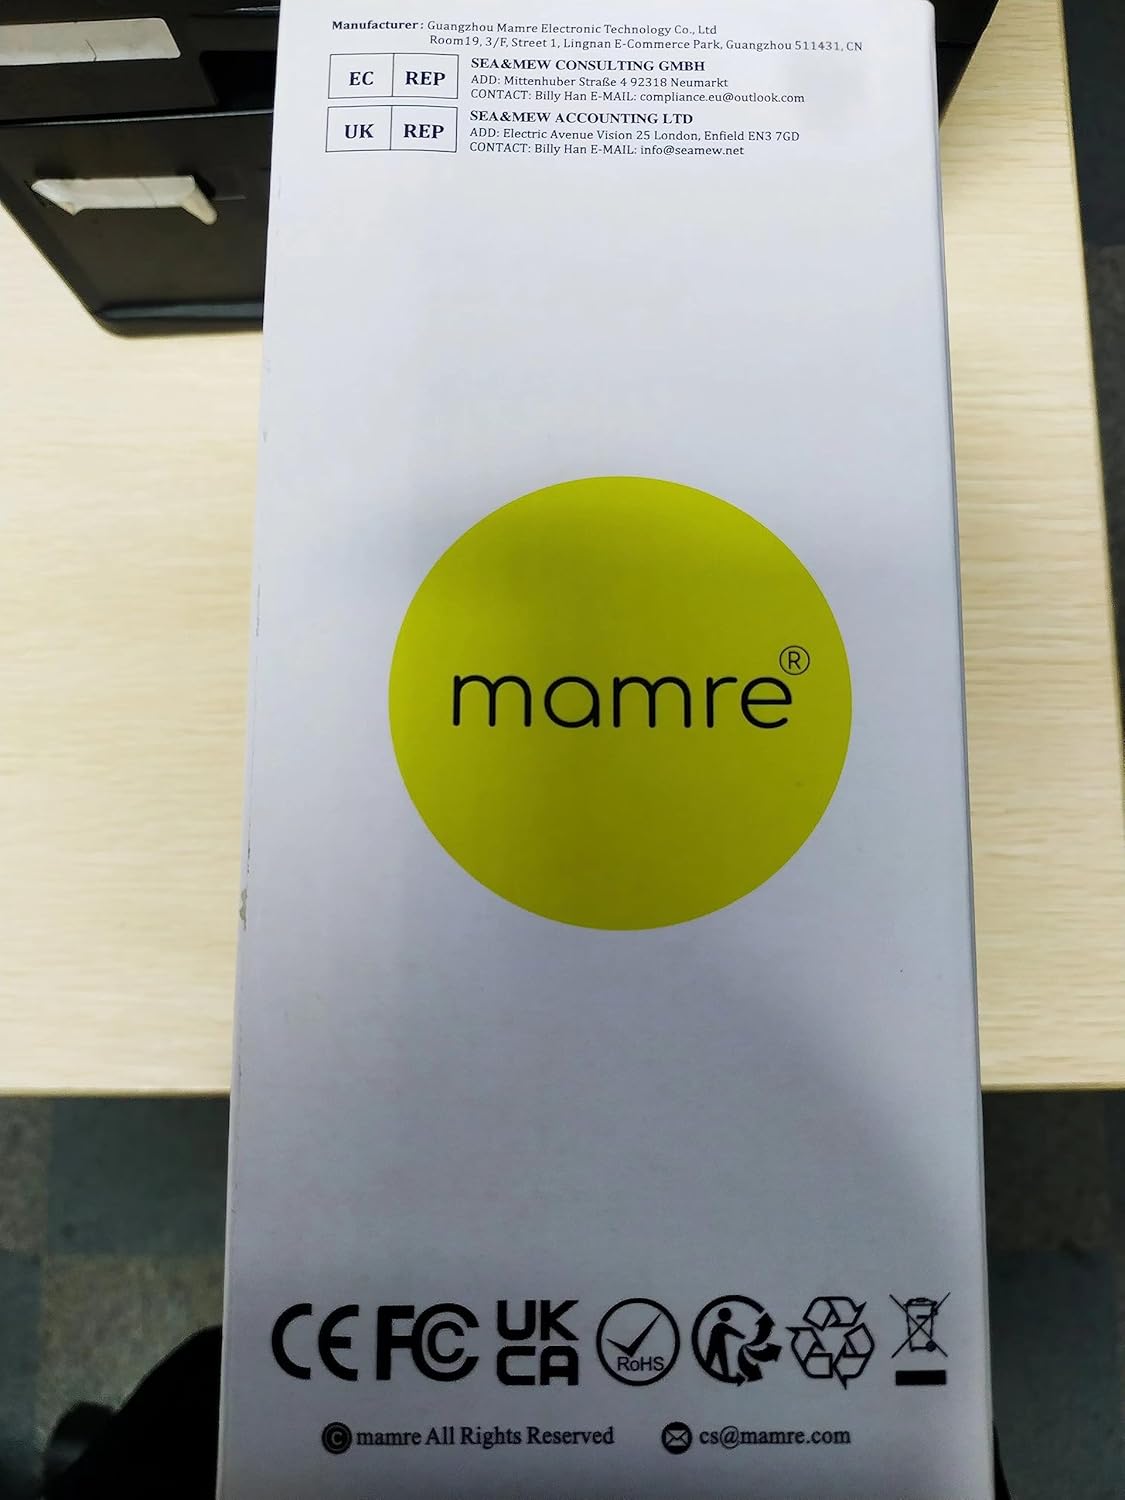 Manufacturer: Guangzhou Mamre Electronic Technology Co., Ltd
Room19, 3/F, Street 1, Lingnan E-Commerce Park, Guangzhou 511431, CN
EC REP
SEA&MEW CONSULTING GMBH
ADD: Mittenhuber Straße 4 92318 Neumarkt
CONTACT: Billy Han E-MAIL: compliance.eu@outlook.com
UK REP
SEA&MEW ACCOUNTING LTD
ADD: Electric Avenue Vision 25 London, Enfield EN3 7GD
CONTACT: Billy Han E-MAIL: info@seamew.net
mamre®
CE FC UK
CA
RoHS
© mamre All Rights Reserved cs@mamre.com